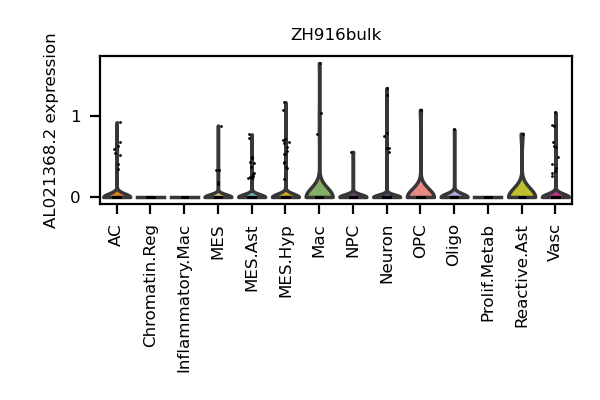 ZH916bulk
AL021368.2 expression
1
0
AC
Chromatin.Reg
Inflammatory.Mac
MES
MES.Ast
MES.Hyp
Mac
NPC
Neuron
OPC
Oligo
Prolif.Metab
Reactive.Ast
Vasc